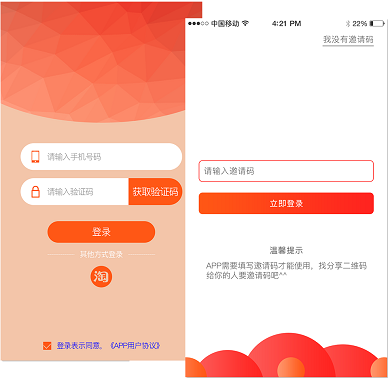 请输入手机号码
请输入验证码
获取验证码
登录
其他方式登录
淘
登录表示同意,《APP用户协议》
中国移动
4:21 PM
22%
我没有邀请码
请输入邀请码
立即登录
温馨提示
APP需要填写邀请码才能使用,找分享二维码
给你的人要邀请码吧^^